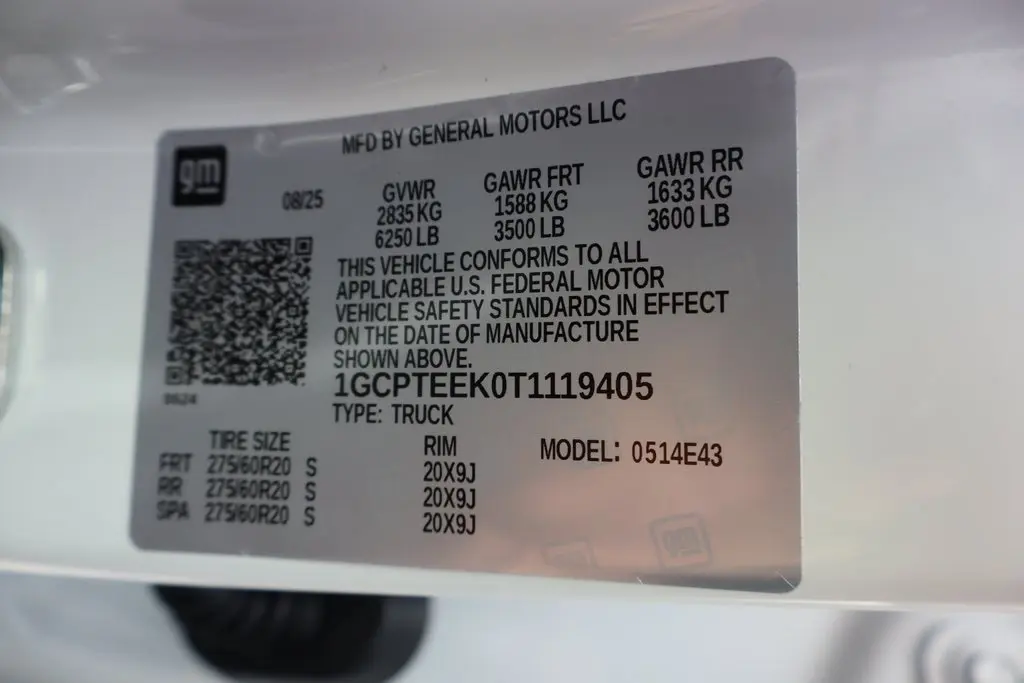 MFD BY GENERAL MOTORS LLC
gm
08/25
GVWR
2835 KG
6250 LB
GAWR FRT
1588 KG
3500 LB
GAWR RR
1633 KG
3600 LB
THIS VEHICLE CONFORMS TO ALL
APPLICABLE U.S. FEDERAL MOTOR
VEHICLE SAFETY STANDARDS IN EFFECT
ON THE DATE OF MANUFACTURE
SHOWN ABOVE.
1GCPTEEK0T1119405
TYPE: TRUCK
TIRE SIZE RIM MODEL: 0514E43
FRT 275/60R20 S 20X9J
RR 275/60R20 S 20X9J
SPA 275/60R20 S 20X9J